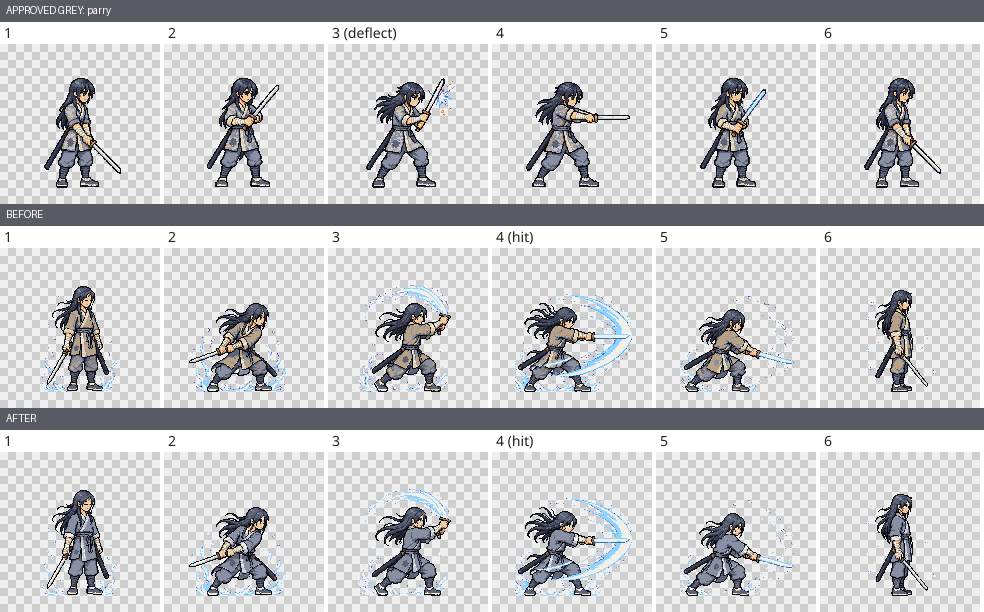 APPROVED GREY: parry
1 2 3 (deflect) 4 5 6
BEFORE
1 2 3 4 (hit) 5 6
AFTER
1 2 3 4 (hit) 5 6